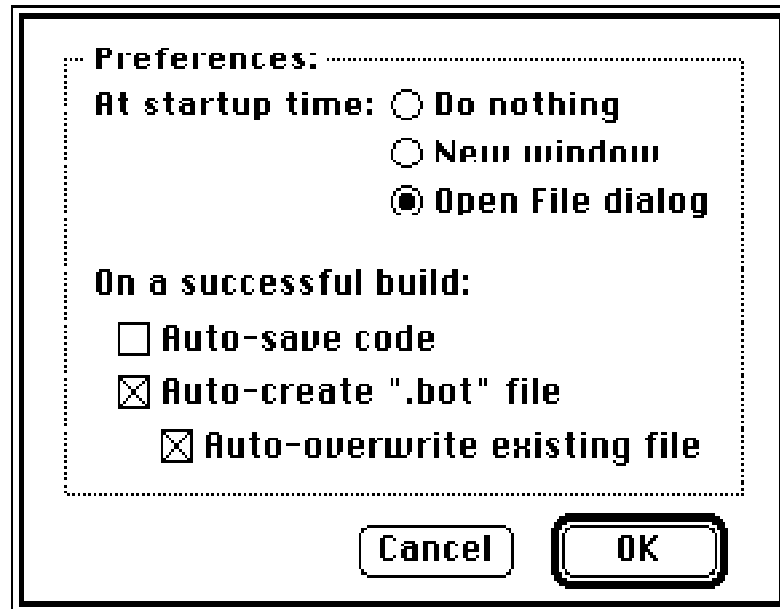 Preferences:
At startup time: Do nothing
New window
Open File dialog
On a successful build:
Auto-save code
Auto-create ".bot" file
Auto-overwrite existing file
Cancel OK